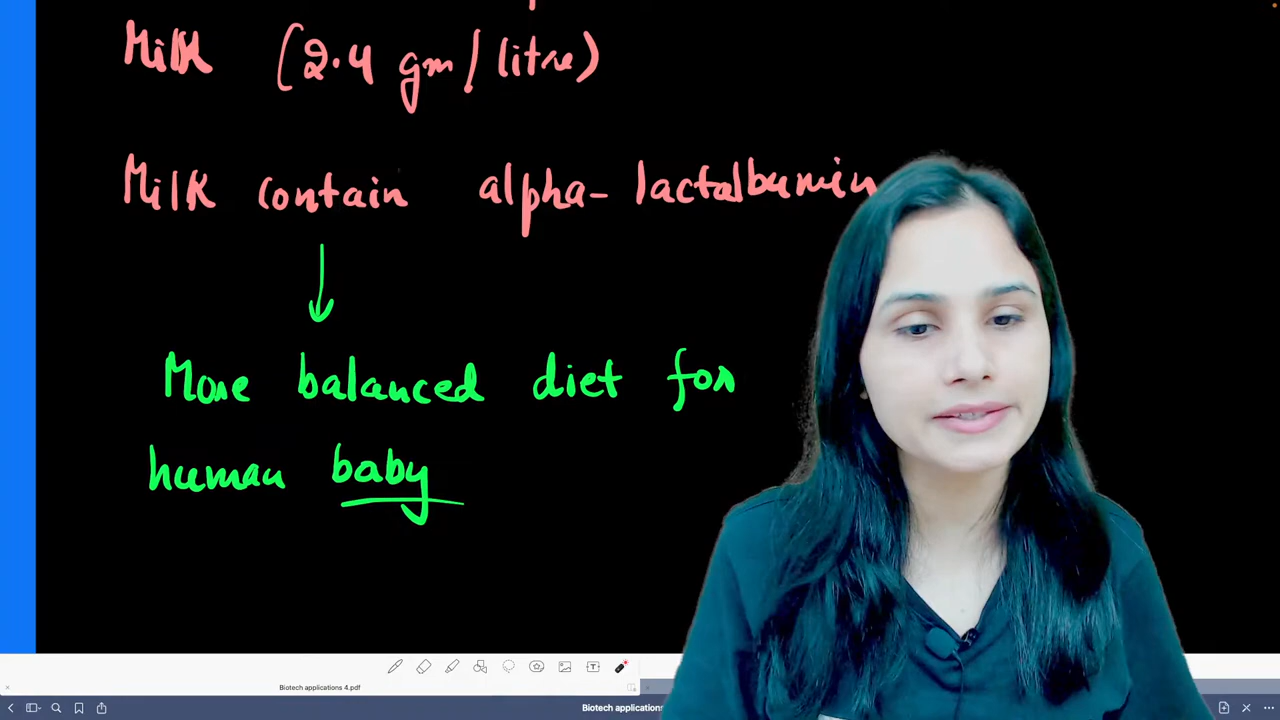 Milk (2.4 gm/litre)
Milk contain alpha-lactalbumin
More balanced diet for
human baby
T
Biotech applications 4.pdf
Biotech applications